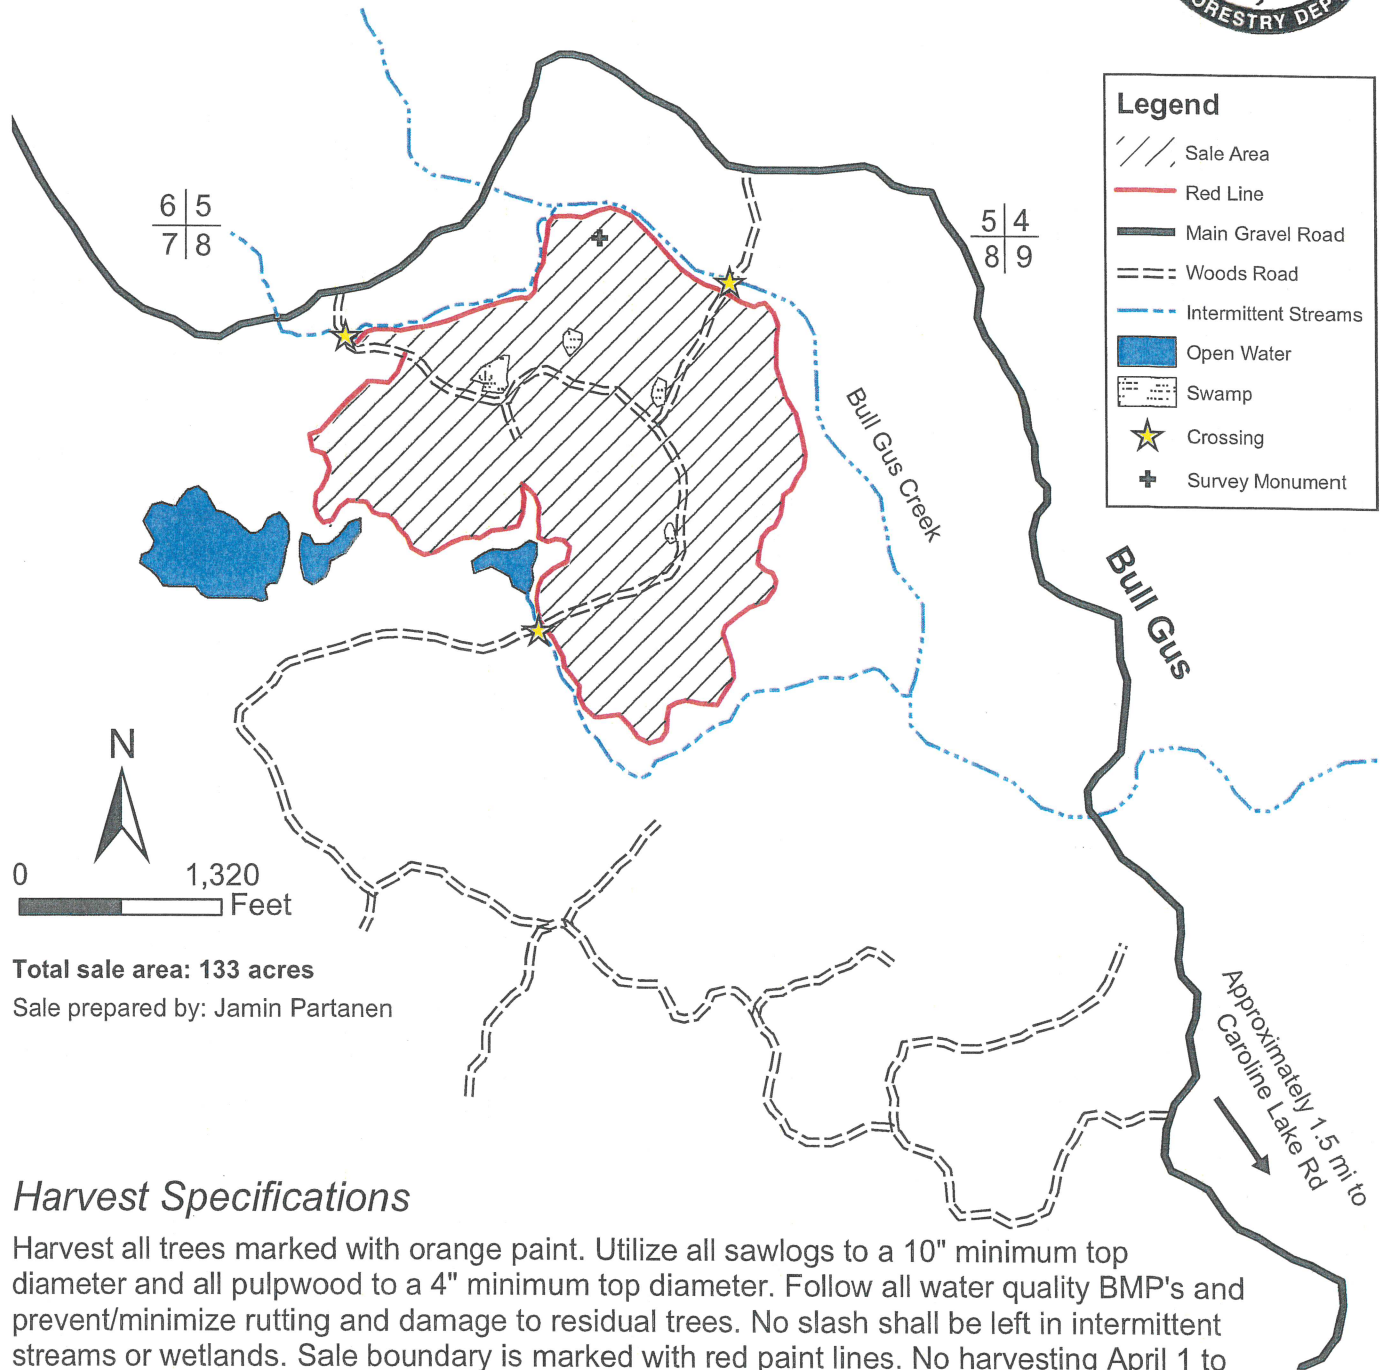 FORESTRY DEP
Legend
Sale Area
Red Line
Main Gravel Road
Woods Road
Intermittent Streams
Open Water
Swamp
Crossing
Survey Monument
6 5
7 8
5 4
8 9
Bull Gus Creek
Bull Gus
N
0 1,320
Feet
Total sale area: 133 acres
Sale prepared by: Jamin Partanen
Approximately 1.5 mi to
Caroline Lake Rd
Harvest Specifications
Harvest all trees marked with orange paint. Utilize all sawlogs to a 10" minimum top
diameter and all pulpwood to a 4" minimum top diameter. Follow all water quality BMP's and
prevent/minimize rutting and damage to residual trees. No slash shall be left in intermittent
streams or wetlands. Sale boundary is marked with red paint lines. No harvesting April 1 to